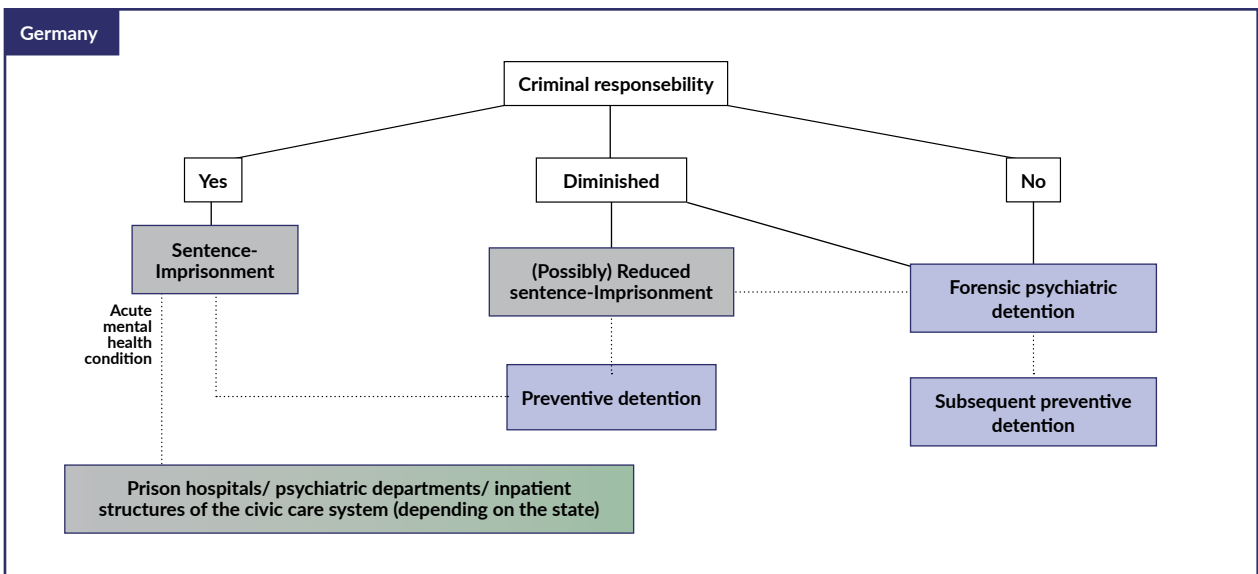 Germany
Criminal responsebility
Yes
Diminished
No
Sentence-
Imprisonment
(Possibly) Reduced
sentence-Imprisonment
Forensic psychiatric
detention
Acute
mental
health
condition
Preventive detention
Subsequent preventive
detention
Prison hospitals/ psychiatric departments/ inpatient
structures of the civic care system (depending on the state)